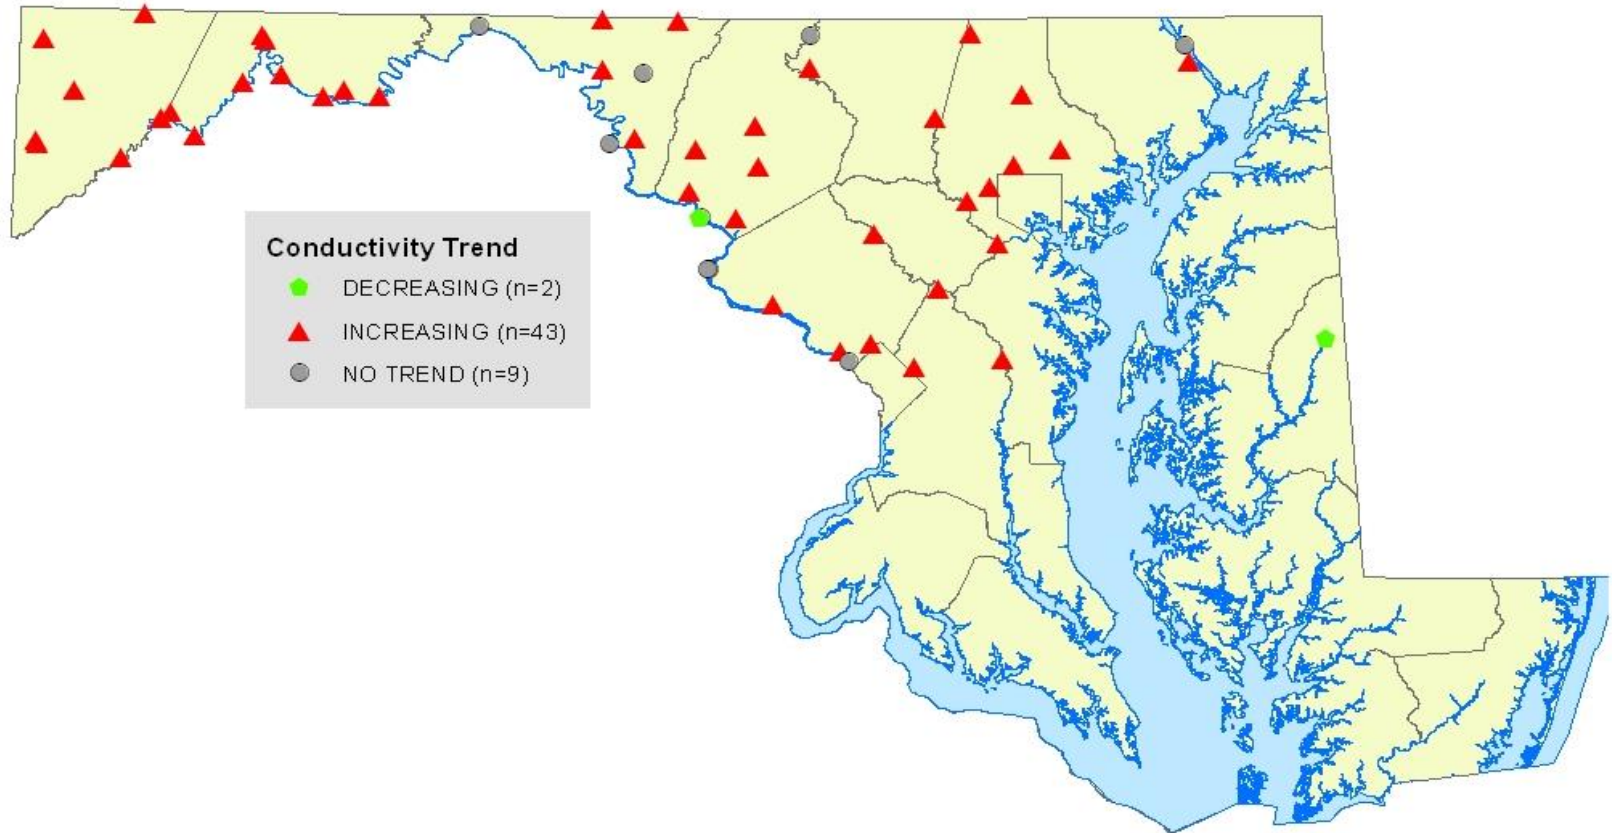 Conductivity Trend
DECREASING (n=2)
INCREASING (n=43)
NO TREND (n=9)